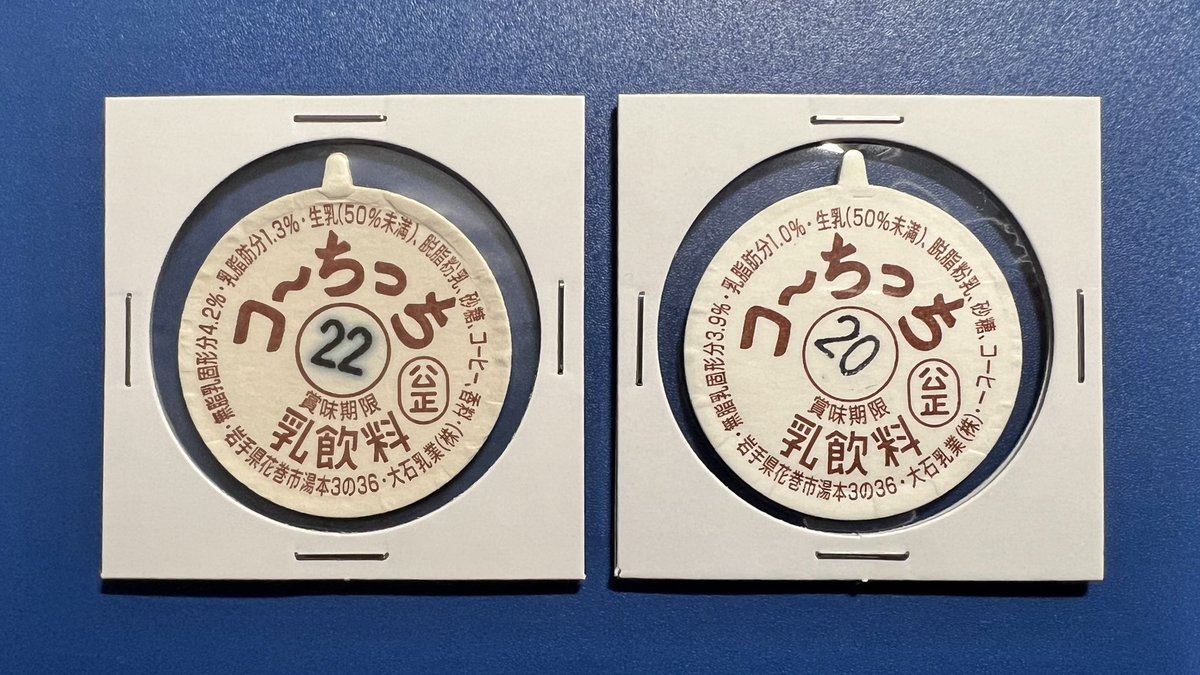 無脂乳固形分4.2%・乳脂肪分1.3%・生乳(50%未満)、脱脂粉乳、砂糖、コーヒー、香料・岩手県花巻市湯本3の36・大石乳業(株)・
コ〜ちっち
22
公正
賞味期限
乳飲料
無脂乳固形分3.9%・乳脂肪分1.0%・生乳(50%未満)、脱脂粉乳、砂糖、コーヒー・岩手県花巻市湯本3の36・大石乳業(株)・
コ〜ちっち
20
公正
賞味期限
乳飲料